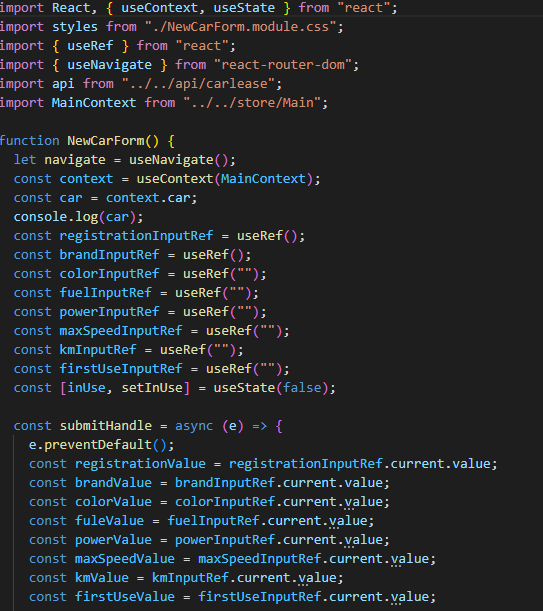 import React, { useContext, useState } from "react";
import styles from "./NewCarForm.module.css";
import { useRef } from "react";
import { useNavigate } from "react-router-dom";
import api from "../../api/carlease";
import MainContext from "../../store/Main";
function NewCarForm() {
let navigate = useNavigate();
const context = useContext(MainContext);
const car = context.car;
console.log(car);
const registrationInputRef = useRef();
const brandInputRef = useRef();
const colorInputRef = useRef("");
const fuelInputRef = useRef("");
const powerInputRef = useRef("");
const maxSpeedInputRef = useRef("");
const kmInputRef = useRef("");
const firstUseInputRef = useRef("");
const [inUse, setInUse] = useState(false);
const submitHandle = async (e) => {
e.preventDefault();
const registrationValue = registrationInputRef.current.value;
const brandValue = brandInputRef.current.value;
const colorValue = colorInputRef.current.value;
const fuleValue = fuelInputRef.current.value;
const powerValue = powerInputRef.current.value;
const maxSpeedValue = maxSpeedInputRef.current.value;
const kmValue = kmInputRef.current.value;
const firstUseValue = firstUseInputRef.current.value;